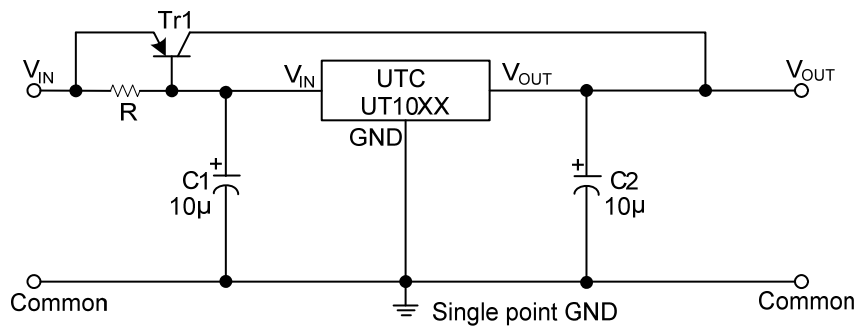 Tr1
VIN
R
VIN
UTC
UT10XX
GND
VOUT
VOUT
+
C1
10µ
+
C2
10µ
Common
Single point GND
Common